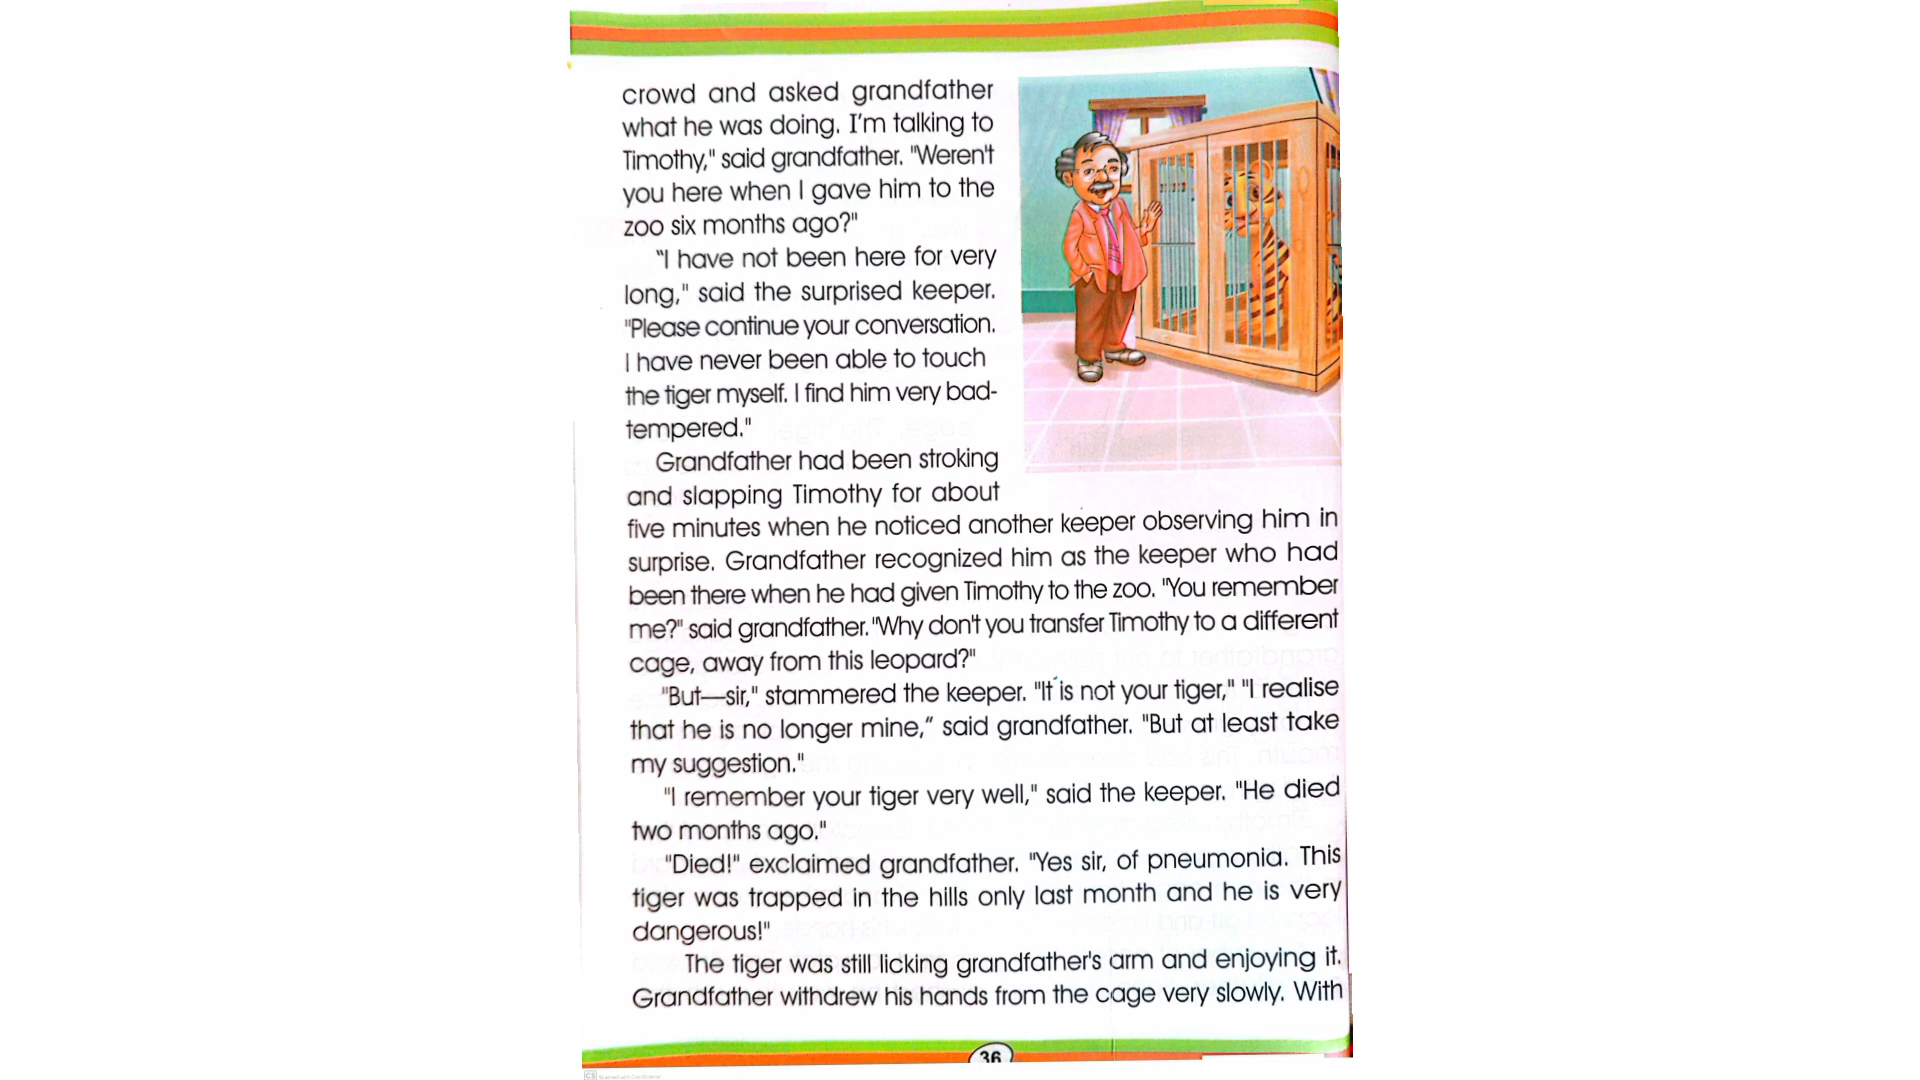 crowd and asked grandfather
what he was doing. I'm talking to
Timothy," said grandfather. "Weren't
you here when I gave him to the
zoo six months ago?"
"I have not been here for very
long," said the surprised keeper.
"Please continue your conversation.
I have never been able to touch
the tiger myself. I find him very bad-
tempered."
Grandfather had been stroking
and slapping Timothy for about
five minutes when he noticed another keeper observing him in
surprise. Grandfather recognized him as the keeper who had
been there when he had given Timothy to the zoo. "You remember
me?" said grandfather. "Why don't you transfer Timothy to a different
cage, away from this leopard?"
"But—sir," stammered the keeper. "It is not your tiger," "I realise
that he is no longer mine," said grandfather. "But at least take
my suggestion."
"I remember your tiger very well," said the keeper. "He died
two months ago."
"Died!" exclaimed grandfather. "Yes sir, of pneumonia. This
tiger was trapped in the hills only last month and he is very
dangerous!"
The tiger was still licking grandfather's arm and enjoying it.
Grandfather withdrew his hands from the cage very slowly. With
36
CS Scanned with CamScanner